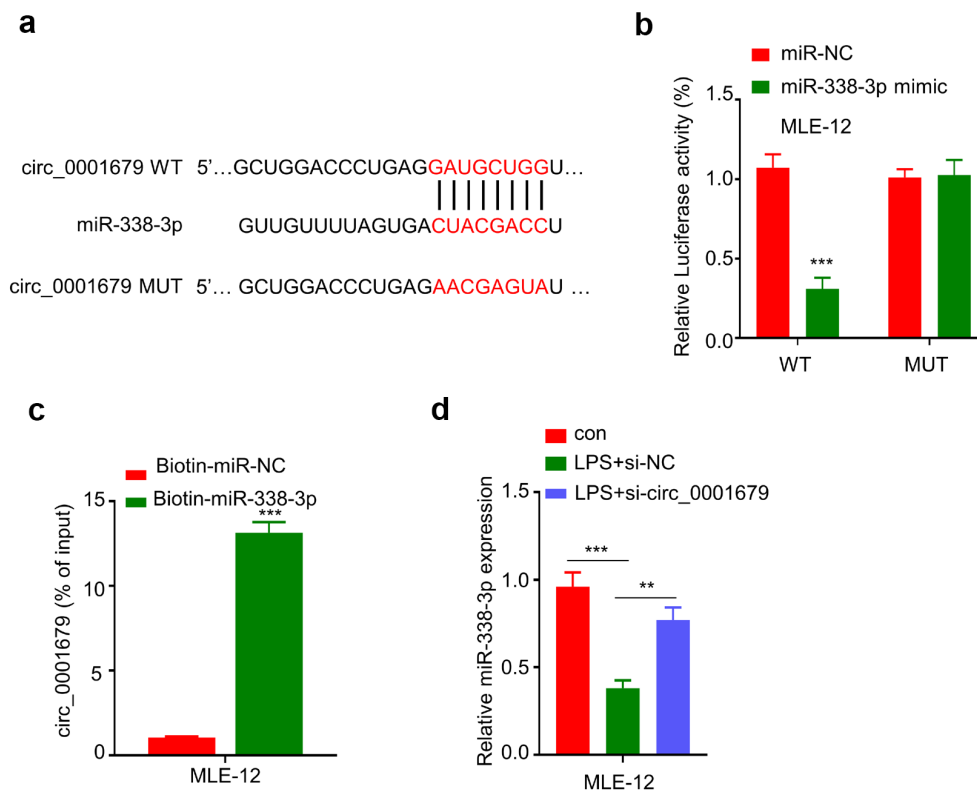 a
circ_0001679 WT 5’…GCUGGACCCUGAGGAUGCUGGU…
miR-338-3p GUUGUUUUAGUGACUACGACCU
circ_0001679 MUT 5’… GCUGGACCCUGAGAACGAGUAU …
b
miR-NC
miR-338-3p mimic
MLE-12
Relative Luciferase activity (%)
1.5
1.0
0.5
0.0
***
WT MUT
c
Biotin-miR-NC
Biotin-miR-338-3p
***
circ_0001679 (% of input)
15
10
5
0
MLE-12
d
con
LPS+si-NC
LPS+si-circ_0001679
Relative miR-338-3p expression
1.5
1.0
0.5
0.0
***
**
MLE-12